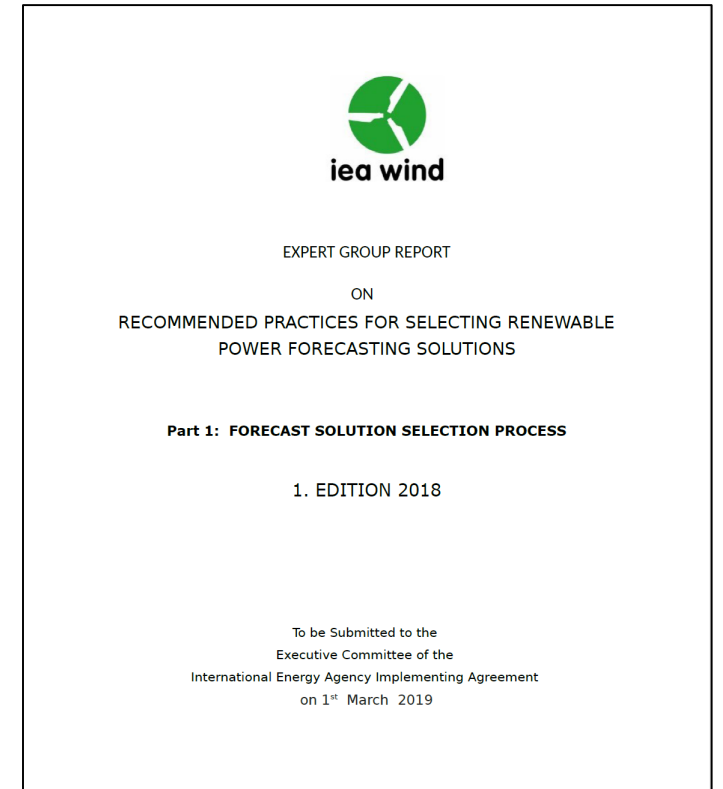 iea wind
EXPERT GROUP REPORT
ON
RECOMMENDED PRACTICES FOR SELECTING RENEWABLE
POWER FORECASTING SOLUTIONS
Part 1: FORECAST SOLUTION SELECTION PROCESS
1. EDITION 2018
To be Submitted to the
Executive Committee of the
International Energy Agency Implementing Agreement
on 1st March 2019